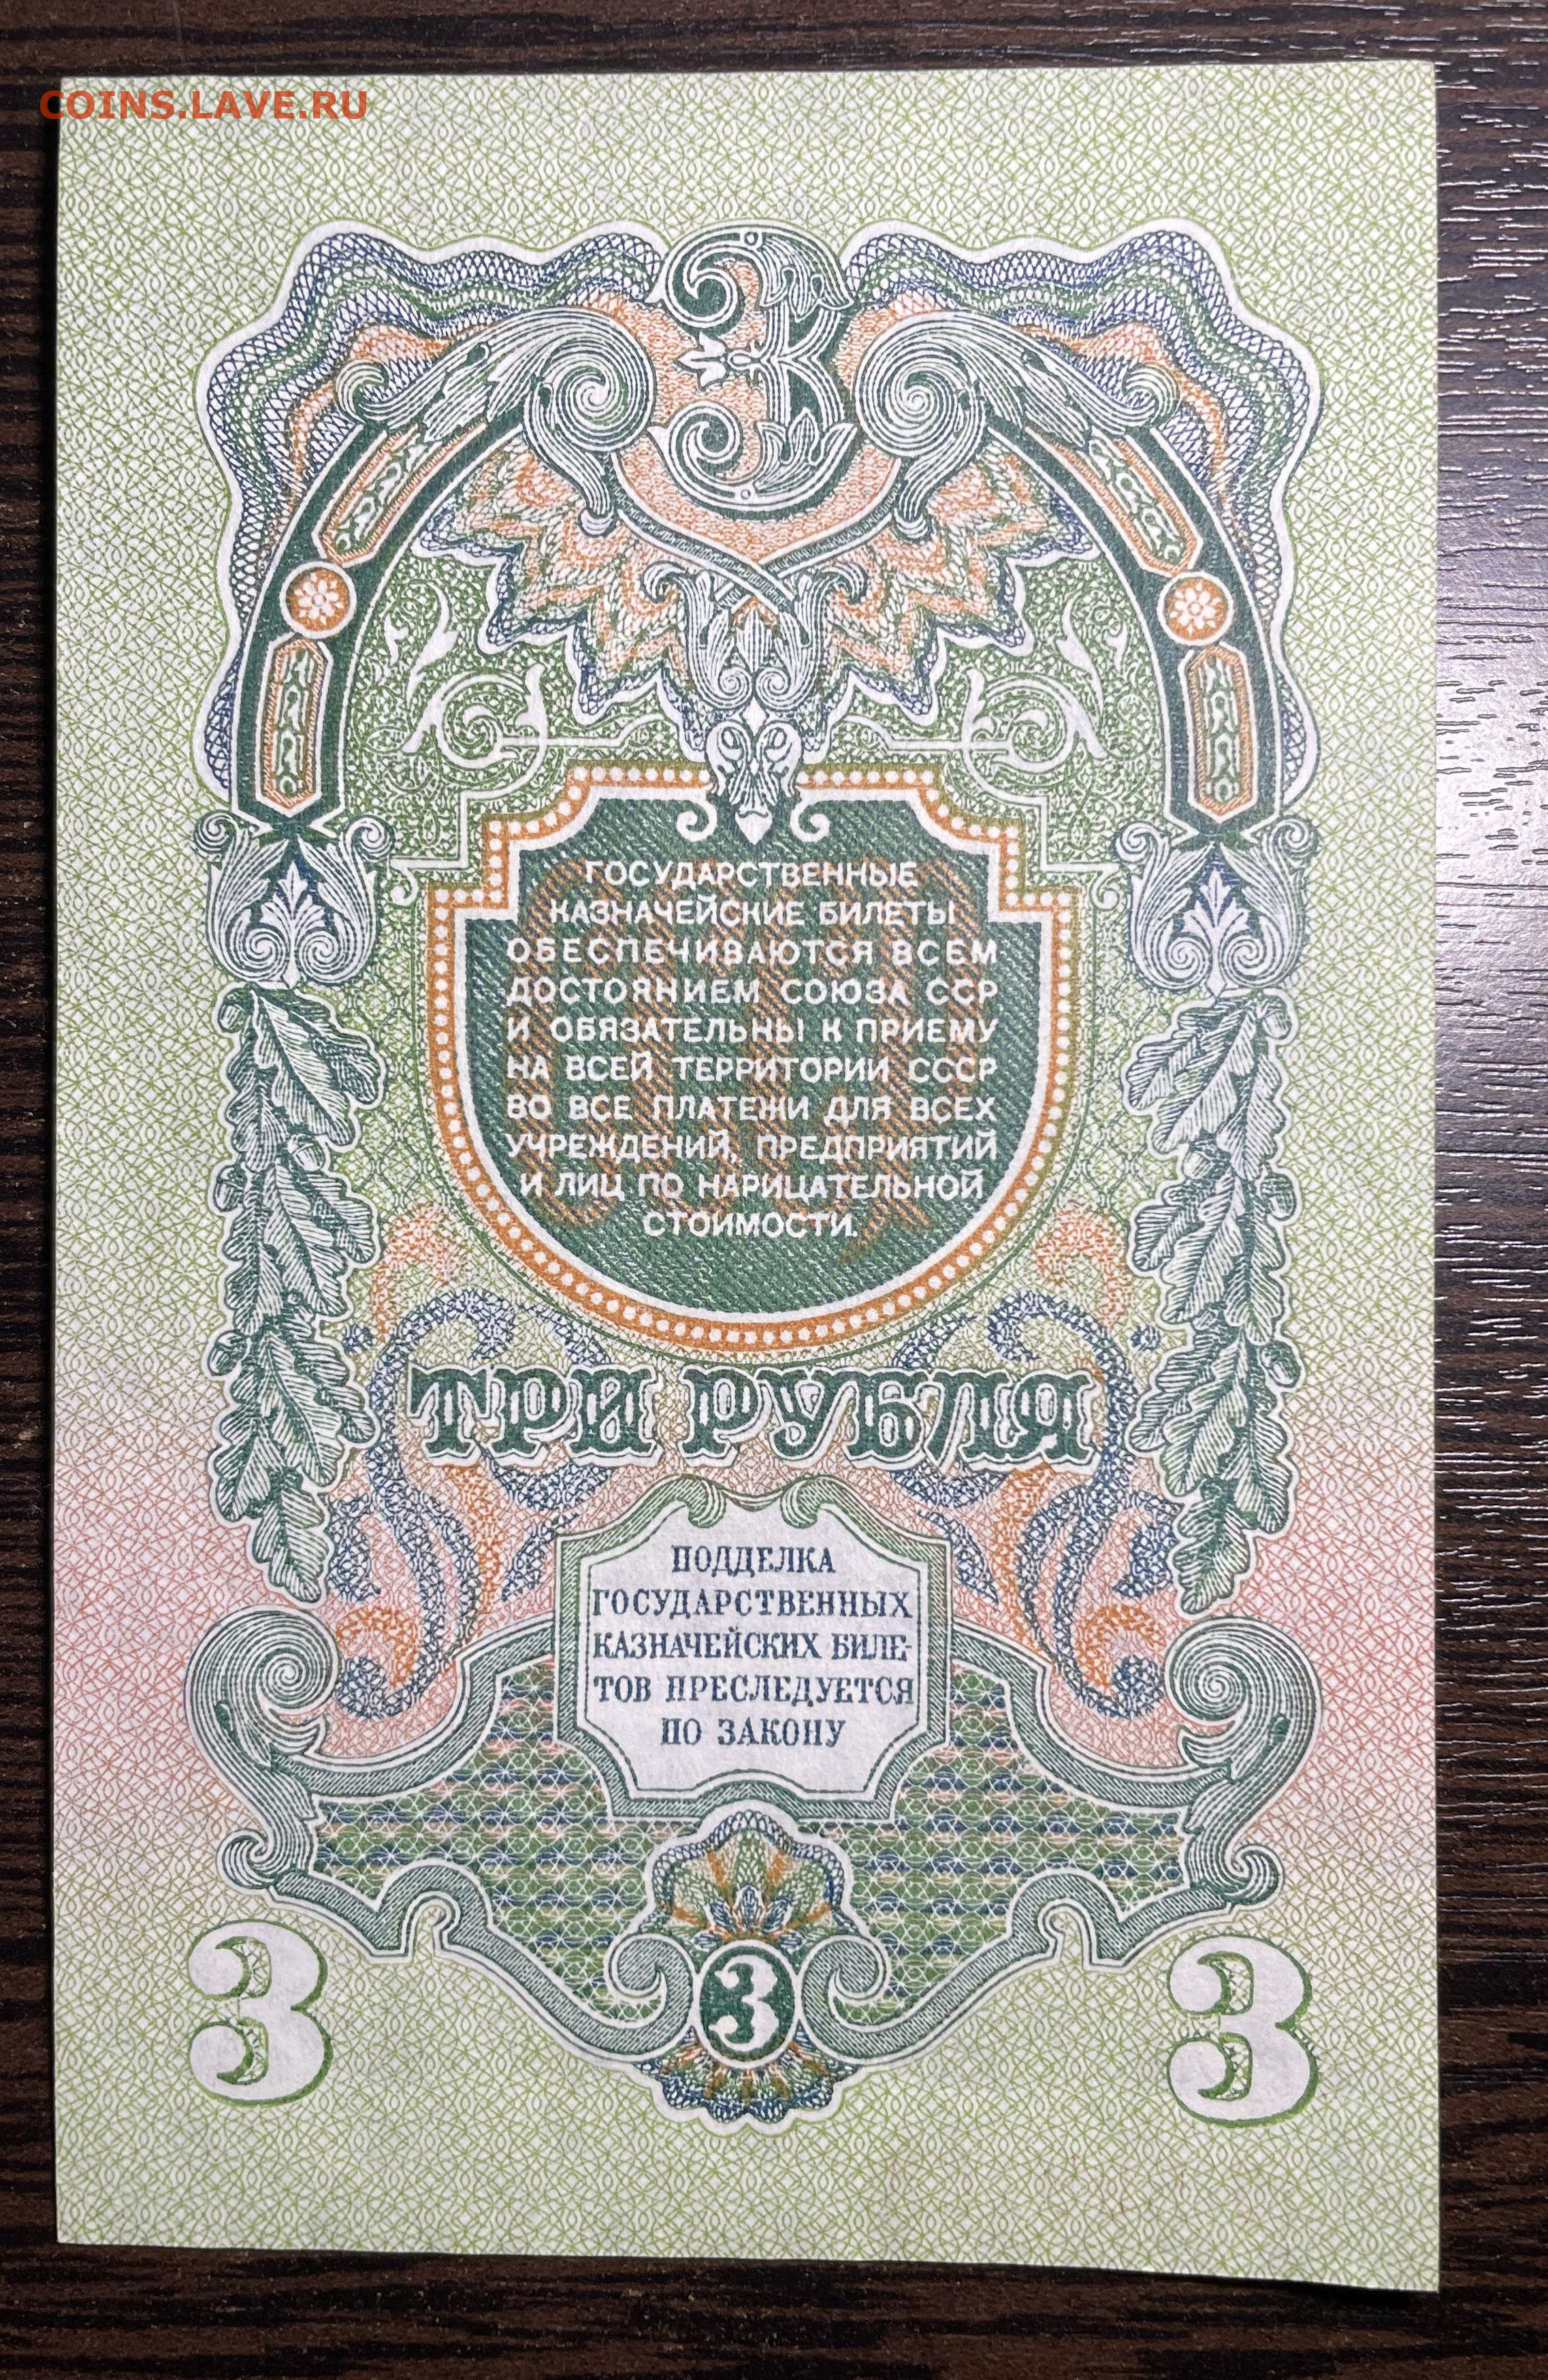 COINS.LAVE.RU
3
ГОСУДАРСТВЕННЫЕ
КАЗНАЧЕЙСКИЕ БИЛЕТЫ
ОБЕСПЕЧИВАЮТСЯ ВСЕМ
ДОСТОЯНИЕМ СОЮЗА ССР
И ОБЯЗАТЕЛЬНЫ К ПРИЕМУ
НА ВСЕЙ ТЕРРИТОРИИ СССР
ВО ВСЕ ПЛАТЕЖИ ДЛЯ ВСЕХ
УЧРЕЖДЕНИЙ, ПРЕДПРИЯТИЙ
И ЛИЦ ПО НАРИЦАТЕЛЬНОЙ
СТОИМОСТИ.
ТРИ РУБЛЯ
ПОДДЕЛКА
ГОСУДАРСТВЕННЫХ
КАЗНАЧЕЙСКИХ БИЛЕ-
ТОВ ПРЕСЛЕДУЕТСЯ
ПО ЗАКОНУ
3 3 3